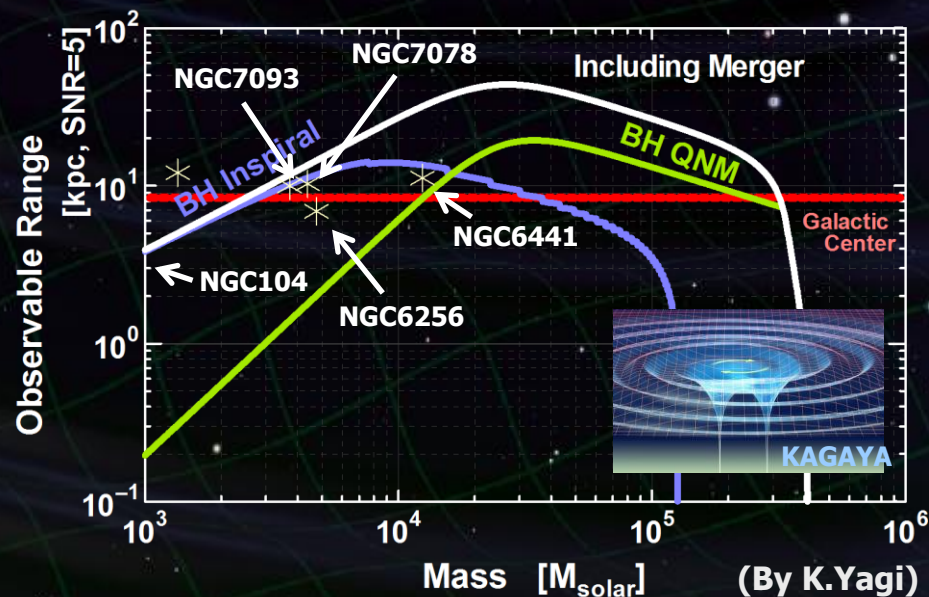 Observable Range
[kpc, SNR=5]
10²
10¹
10⁰
10⁻¹
NGC7093
NGC7078
Including Merger
BH Inspiral
BH QNM
Galactic
Center
NGC6441
NGC104
NGC6256
KAGAYA
10³
10⁴
10⁵
10⁶
Mass [Mₛₒₗₐᵣ]
(By K.Yagi)